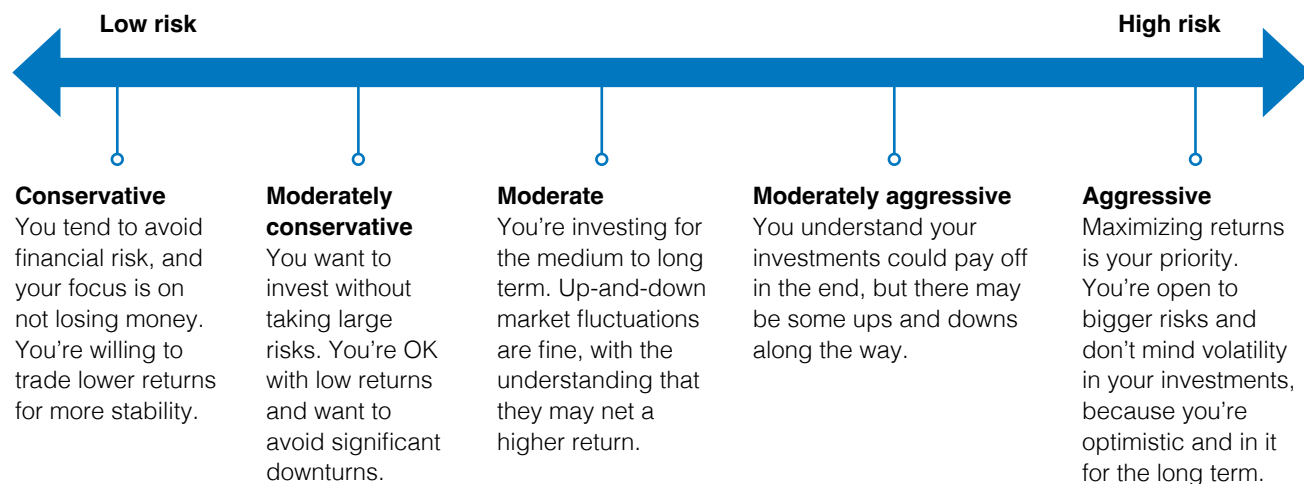 Low risk
High risk
Conservative
You tend to avoid
financial risk, and
your focus is on
not losing money.
You’re willing to
trade lower returns
for more stability.
Moderately
conservative
You want to
invest without
taking large
risks. You’re OK
with low returns
and want to
avoid significant
downturns.
Moderate
You’re investing for
the medium to long
term. Up-and-down
market fluctuations
are fine, with the
understanding that
they may net a
higher return.
Moderately aggressive
You understand your
investments could pay off
in the end, but there may
be some ups and downs
along the way.
Aggressive
Maximizing returns
is your priority.
You’re open to
bigger risks and
don’t mind volatility
in your investments,
because you’re
optimistic and in it
for the long term.